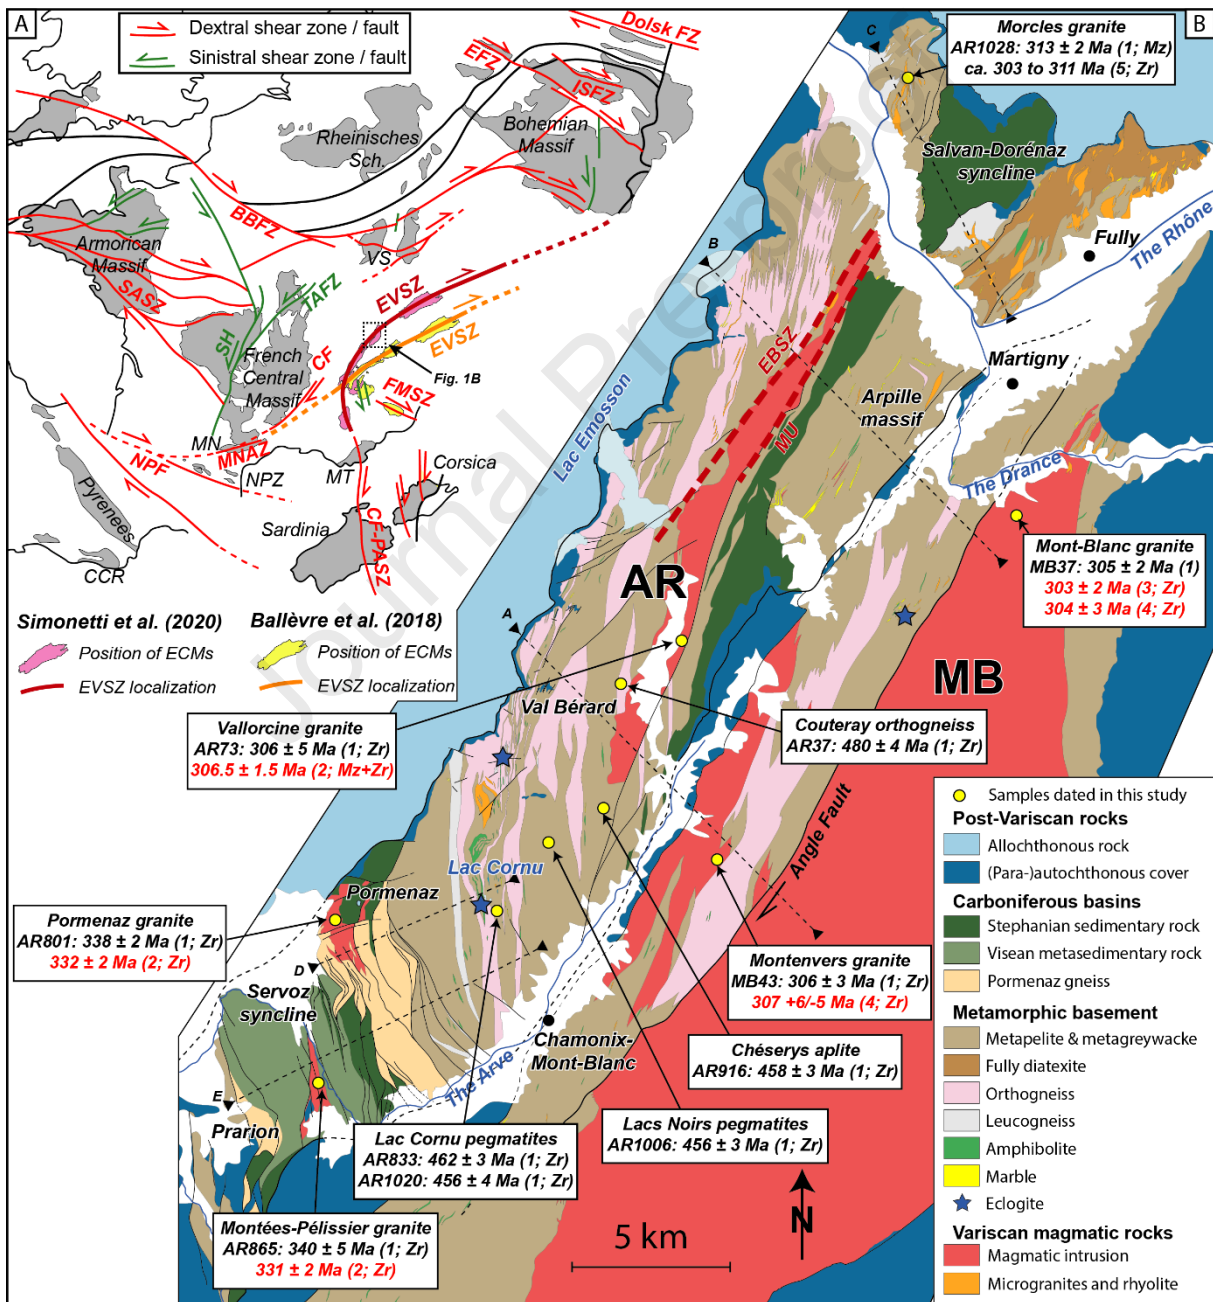 A
Dextral shear zone / fault
Sinistral shear zone / fault
Dolsk FZ
EFZ
ISFZ
Bohemian
Massif
Rheinisches
Sch.
BBFZ
Armorican
Massif
VS
SASZ
TAFZ
EVSZ
SH
EVSZ
French
Central
Massif
CF
Fig. 1B
FMSZ
MN
MNAZ
NPF
NPZ
MT
Corsica
Pyrenees
Sardinia
CF-PASZ
CCR
Simonetti et al. (2020)
Position of ECMs
EVSZ localization
Ballèvre et al. (2018)
Position of ECMs
EVSZ localization
B
C
Morcles granite
AR1028: 313 ± 2 Ma (1; Mz)
ca. 303 to 311 Ma (5; Zr)
Salvan-Dorénaz
syncline
Fully
The Rhône
B
Martigny
EBSZ
Arpille
massif
MU
Lac Emosson
The Drance
Mont-Blanc granite
MB37: 305 ± 2 Ma (1)
303 ± 2 Ma (3; Zr)
304 ± 3 Ma (4; Zr)
AR
A
MB
Val Bérard
Vallorcine granite
AR73: 306 ± 5 Ma (1; Zr)
306.5 ± 1.5 Ma (2; Mz+Zr)
Couteray orthogneiss
AR37: 480 ± 4 Ma (1; Zr)
Angle Fault
Lac Cornu
Pormenaz
Pormenaz granite
AR801: 338 ± 2 Ma (1; Zr)
332 ± 2 Ma (2; Zr)
D
Servoz
syncline
Montenvers granite
MB43: 306 ± 3 Ma (1; Zr)
307 +6/-5 Ma (4; Zr)
Chamonix-
Mont-Blanc
Chéserys aplite
AR916: 458 ± 3 Ma (1; Zr)
The Arve
E
Prarion
Lac Cornu pegmatites
AR833: 462 ± 3 Ma (1; Zr)
AR1020: 456 ± 4 Ma (1; Zr)
Lacs Noirs pegmatites
AR1006: 456 ± 3 Ma (1; Zr)
Montées-Pélissier granite
AR865: 340 ± 5 Ma (1; Zr)
331 ± 2 Ma (2; Zr)
5 km
N
Samples dated in this study
Post-Variscan rocks
Allochthonous rock
(Para-)autochthonous cover
Carboniferous basins
Stephanian sedimentary rock
Visean metasedimentary rock
Pormenaz gneiss
Metamorphic basement
Metapelite & metagreywacke
Fully diatexite
Orthogneiss
Leucogneiss
Amphibolite
Marble
Eclogite
Variscan magmatic rocks
Magmatic intrusion
Microgranites and rhyolite
Journal Pre-proof